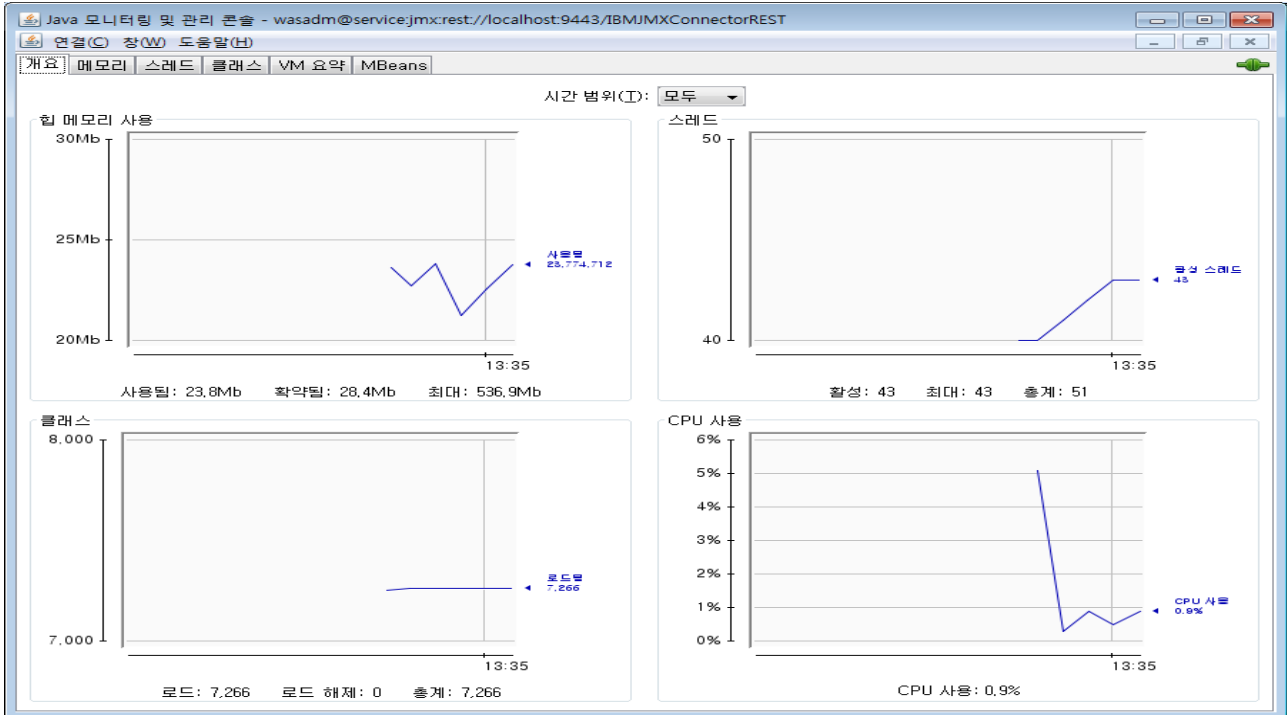 Java 모니터링 및 관리 콘솔 - wasadm@service:jmx:rest://localhost:9443/IBMJMXConnectorREST
연결(C) 창(W) 도움말(H)
개요 메모리 스레드 클래스 VM 요약 MBeans
시간 범위(T): 모두
힙 메모리 사용
30Mb
25Mb
20Mb
사용됨
23,774,712
13:35
사용됨: 23,8Mb 확약됨: 28,4Mb 최대: 536,9Mb
스레드
50
40
활성 스레드
43
13:35
활성: 43 최대: 43 총계: 51
클래스
8,000
7,000
로드됨
7,266
13:35
로드: 7,266 로드 해제: 0 총계: 7,266
CPU 사용
6%
5%
4%
3%
2%
1%
0%
CPU 사용
0.9%
13:35
CPU 사용: 0,9%